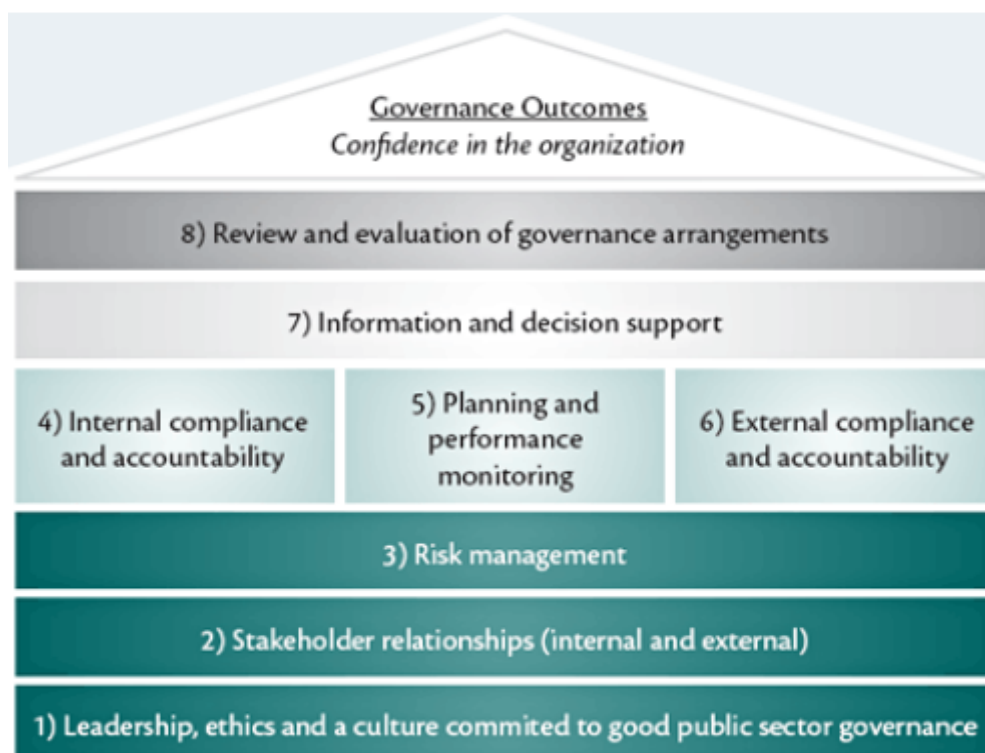 Governance Outcomes
Confidence in the organization
8) Review and evaluation of governance arrangements
7) Information and decision support
4) Internal compliance
and accountability
5) Planning and
performance
monitoring
6) External compliance
and accountability
3) Risk management
2) Stakeholder relationships (internal and external)
1) Leadership, ethics and a culture commited to good public sector governance